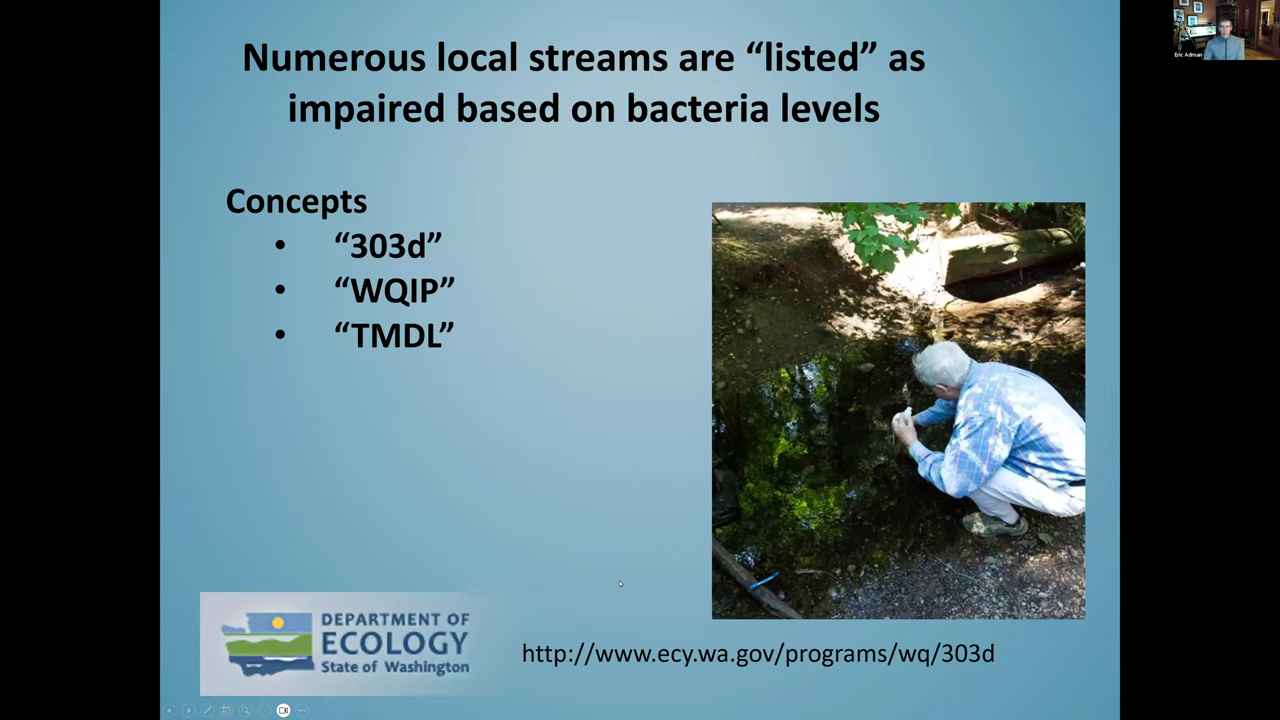 Numerous local streams are “listed” as
impaired based on bacteria levels
Concepts
• “303d”
• “WQIP”
• “TMDL”
DEPARTMENT OF
ECOLOGY
State of Washington
http://www.ecy.wa.gov/programs/wq/303d
Eric Adman